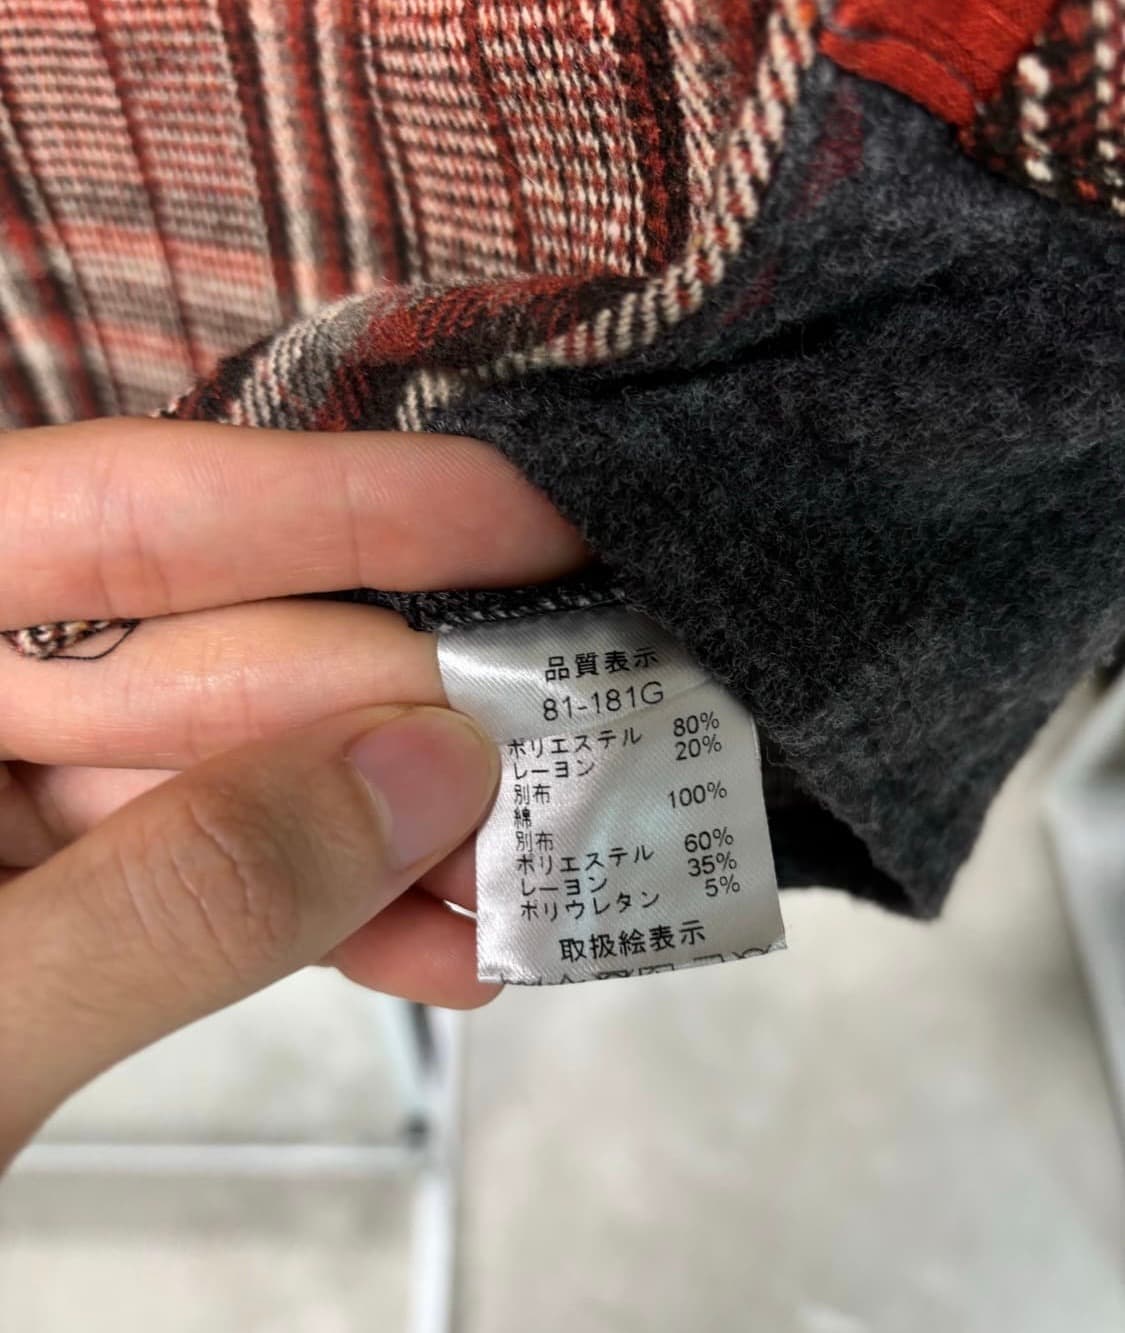 品質表示
81-181G
ポリエステル 80%
レーヨン 20%
別布
綿 100%
別布
ポリエステル 60%
レーヨン 35%
ポリウレタン 5%
取扱絵表示